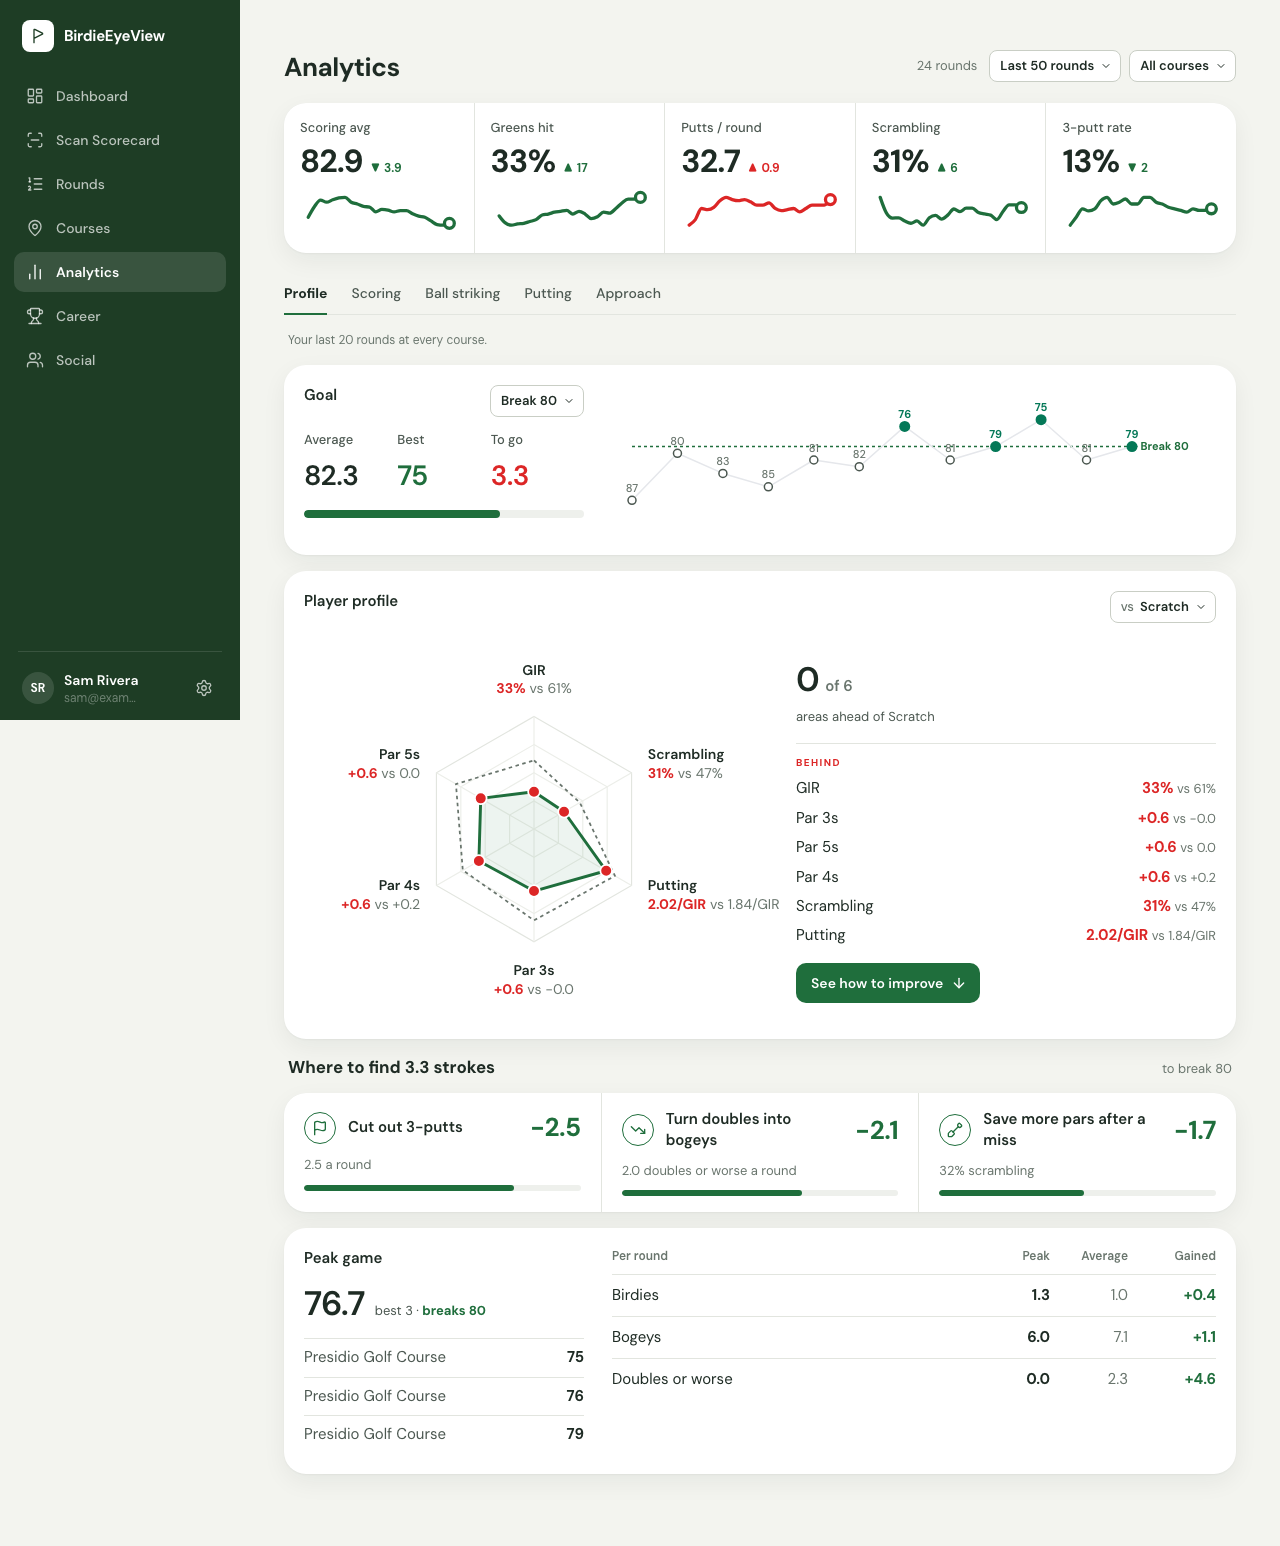 BirdieEyeView
Dashboard
Scan Scorecard
Rounds
Courses
Analytics
Career
Social
SR
Sam Rivera
sam@exam...
Analytics
24 rounds
Last 50 rounds
All courses
Scoring avg
82.9 ▼ 3.9
Greens hit
33% ▲ 17
Putts / round
32.7 ▲ 0.9
Scrambling
31% ▲ 6
3-putt rate
13% ▼ 2
Profile
Scoring
Ball striking
Putting
Approach
Your last 20 rounds at every course.
Goal
Break 80
Average
Best
To go
82.3
75
3.3
87
80
83
85
81
82
76
81
79
75
81
79
Break 80
Player profile
vs Scratch
GIR
33% vs 61%
Scrambling
31% vs 47%
Putting
2.02/GIR vs 1.84/GIR
Par 3s
+0.6 vs -0.0
Par 4s
+0.6 vs +0.2
Par 5s
+0.6 vs 0.0
0 of 6
areas ahead of Scratch
BEHIND
GIR 33% vs 61%
Par 3s +0.6 vs -0.0
Par 5s +0.6 vs 0.0
Par 4s +0.6 vs +0.2
Scrambling 31% vs 47%
Putting 2.02/GIR vs 1.84/GIR
See how to improve ↓
Where to find 3.3 strokes
to break 80
Cut out 3-putts
-2.5
2.5 a round
Turn doubles into
bogeys
-2.1
2.0 doubles or worse a round
Save more pars after a
miss
-1.7
32% scrambling
Peak game
76.7 best 3 · breaks 80
Presidio Golf Course 75
Presidio Golf Course 76
Presidio Golf Course 79
Per round Peak Average Gained
Birdies 1.3 1.0 +0.4
Bogeys 6.0 7.1 +1.1
Doubles or worse 0.0 2.3 +4.6